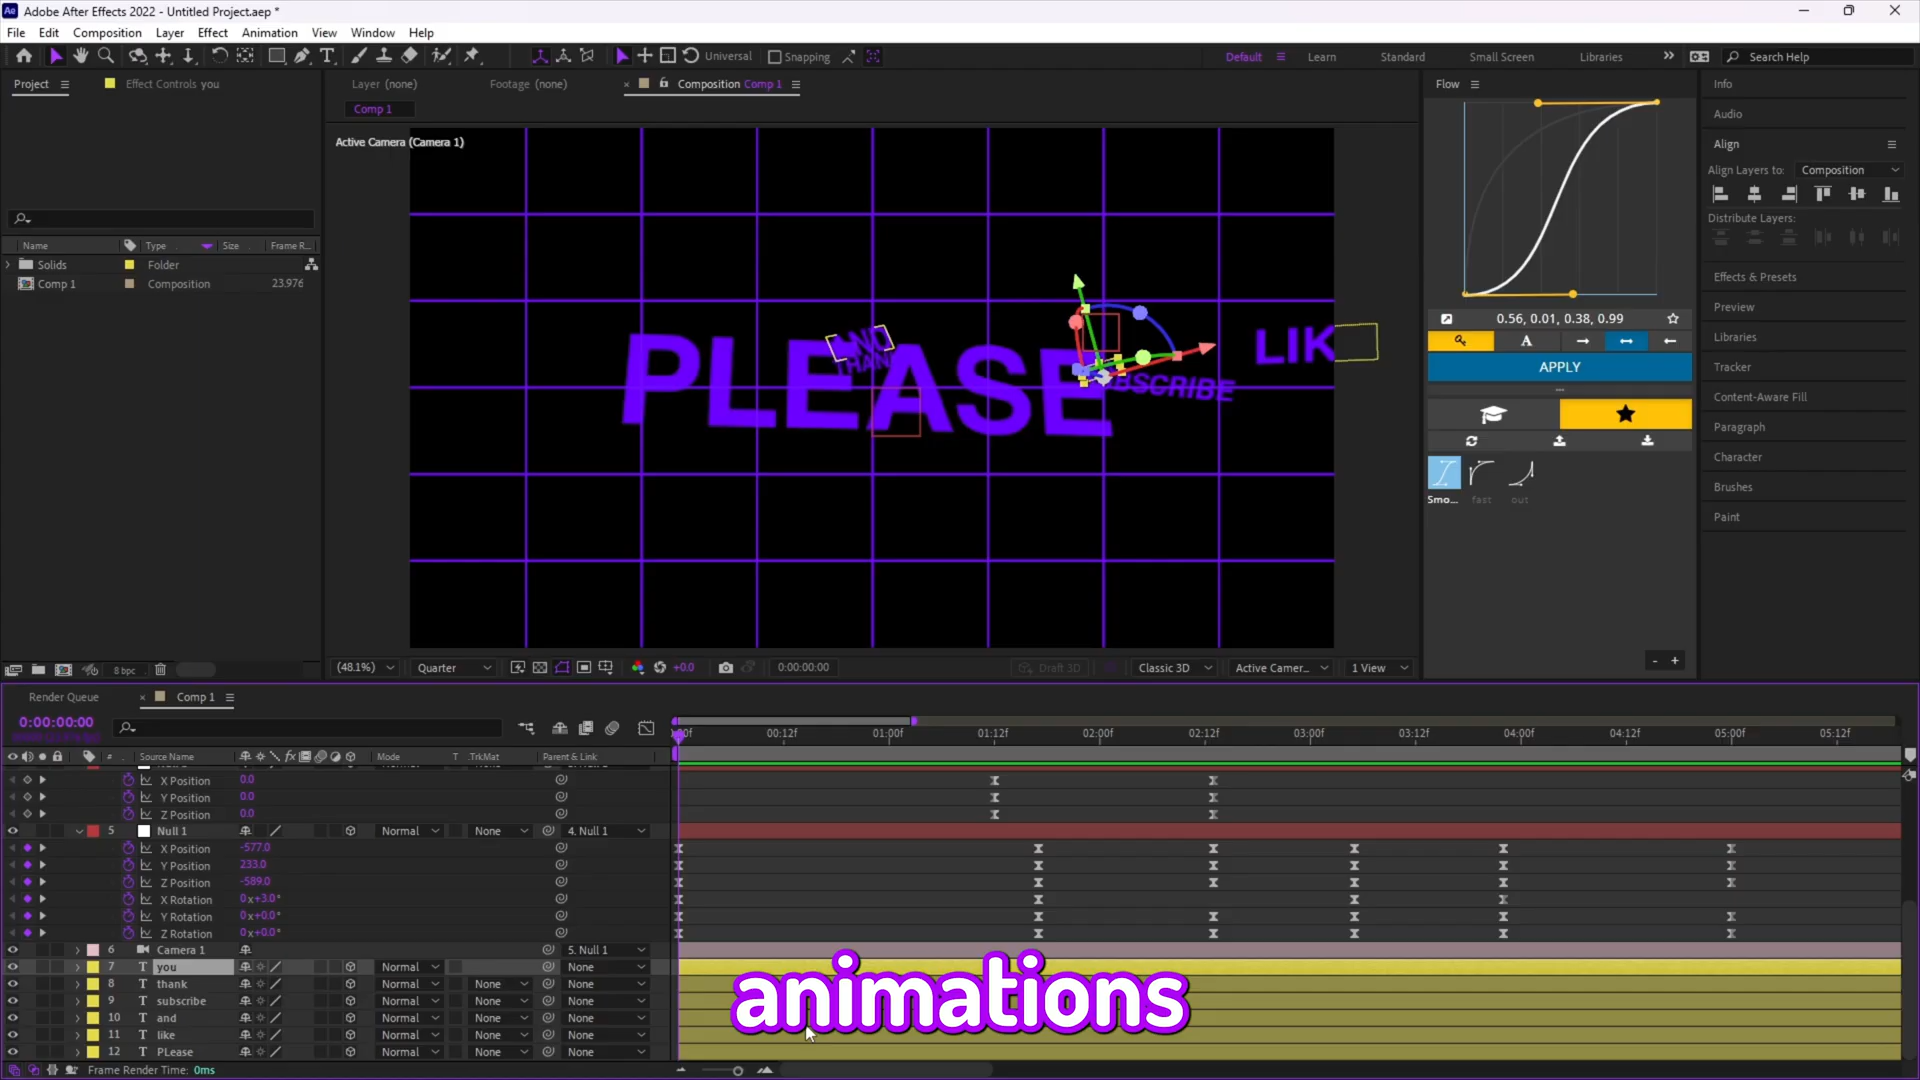 Ae Adobe After Effects 2022 - Untitled Project.aep *
File Edit Composition Layer Effect Animation View Window Help
Universal Snapping Default Learn Standard Small Screen Libraries Search Help
Project Effect Controls you Layer (none) Footage (none) Composition Comp 1 Flow Info
Comp 1
Audio
Active Camera (Camera 1)
Align
Align Layers to: Composition
Distribute Layers:
Name Type Size Frame R...
Solids Folder
Comp 1 Composition 23.976
Effects & Presets
Preview
0.56, 0.01, 0.38, 0.99
Libraries
A
APPLY
Tracker
Content-Aware Fill
Paragraph
Character
Brushes
Paint
Smo... fast out
PLEASE
AND
THAN
SUBSCRIBE
LIK
8 bpc (48.1%) Quarter +0.0 0:00:00:00 Draft 3D Classic 3D Active Camer... 1 View
- +
Render Queue Comp 1
0:00:00:00
00:12f 01:00f 01:12f 02:00f 02:12f 03:00f 03:12f 04:00f 04:12f 05:00f 05:12f
# Source Name fx Mode T .TrkMat Parent & Link
X Position 0.0
Y Position 0.0
Z Position 0.0
5 Null 1 Normal None 4. Null 1
X Position -577.0
Y Position 233.0
Z Position -589.0
X Rotation 0x+3.0°
Y Rotation 0x+0.0°
Z Rotation 0x+0.0°
6 Camera 1 5. Null 1
7 T you Normal None
8 T thank Normal None None
9 T subscribe Normal None None
10 T and Normal None None
11 T like Normal None None
12 T PLease Normal None None
animations
Frame Render Time: 0ms